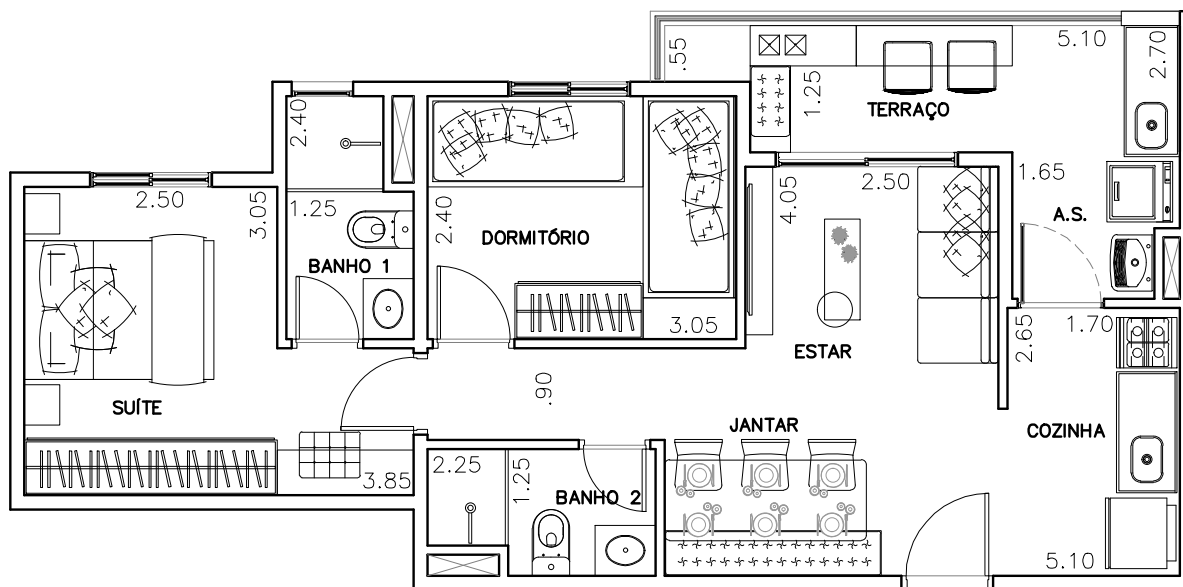 .55
5.10
2.70
1.25
TERRAÇO
2.40
2.50
3.05
1.25
BANHO 1
2.40
DORMITÓRIO
3.05
4.05
2.50
1.65
A.S.
ESTAR
2.65
1.70
.90
SUÍTE
3.85
2.25
1.25
BANHO 2
JANTAR
COZINHA
5.10